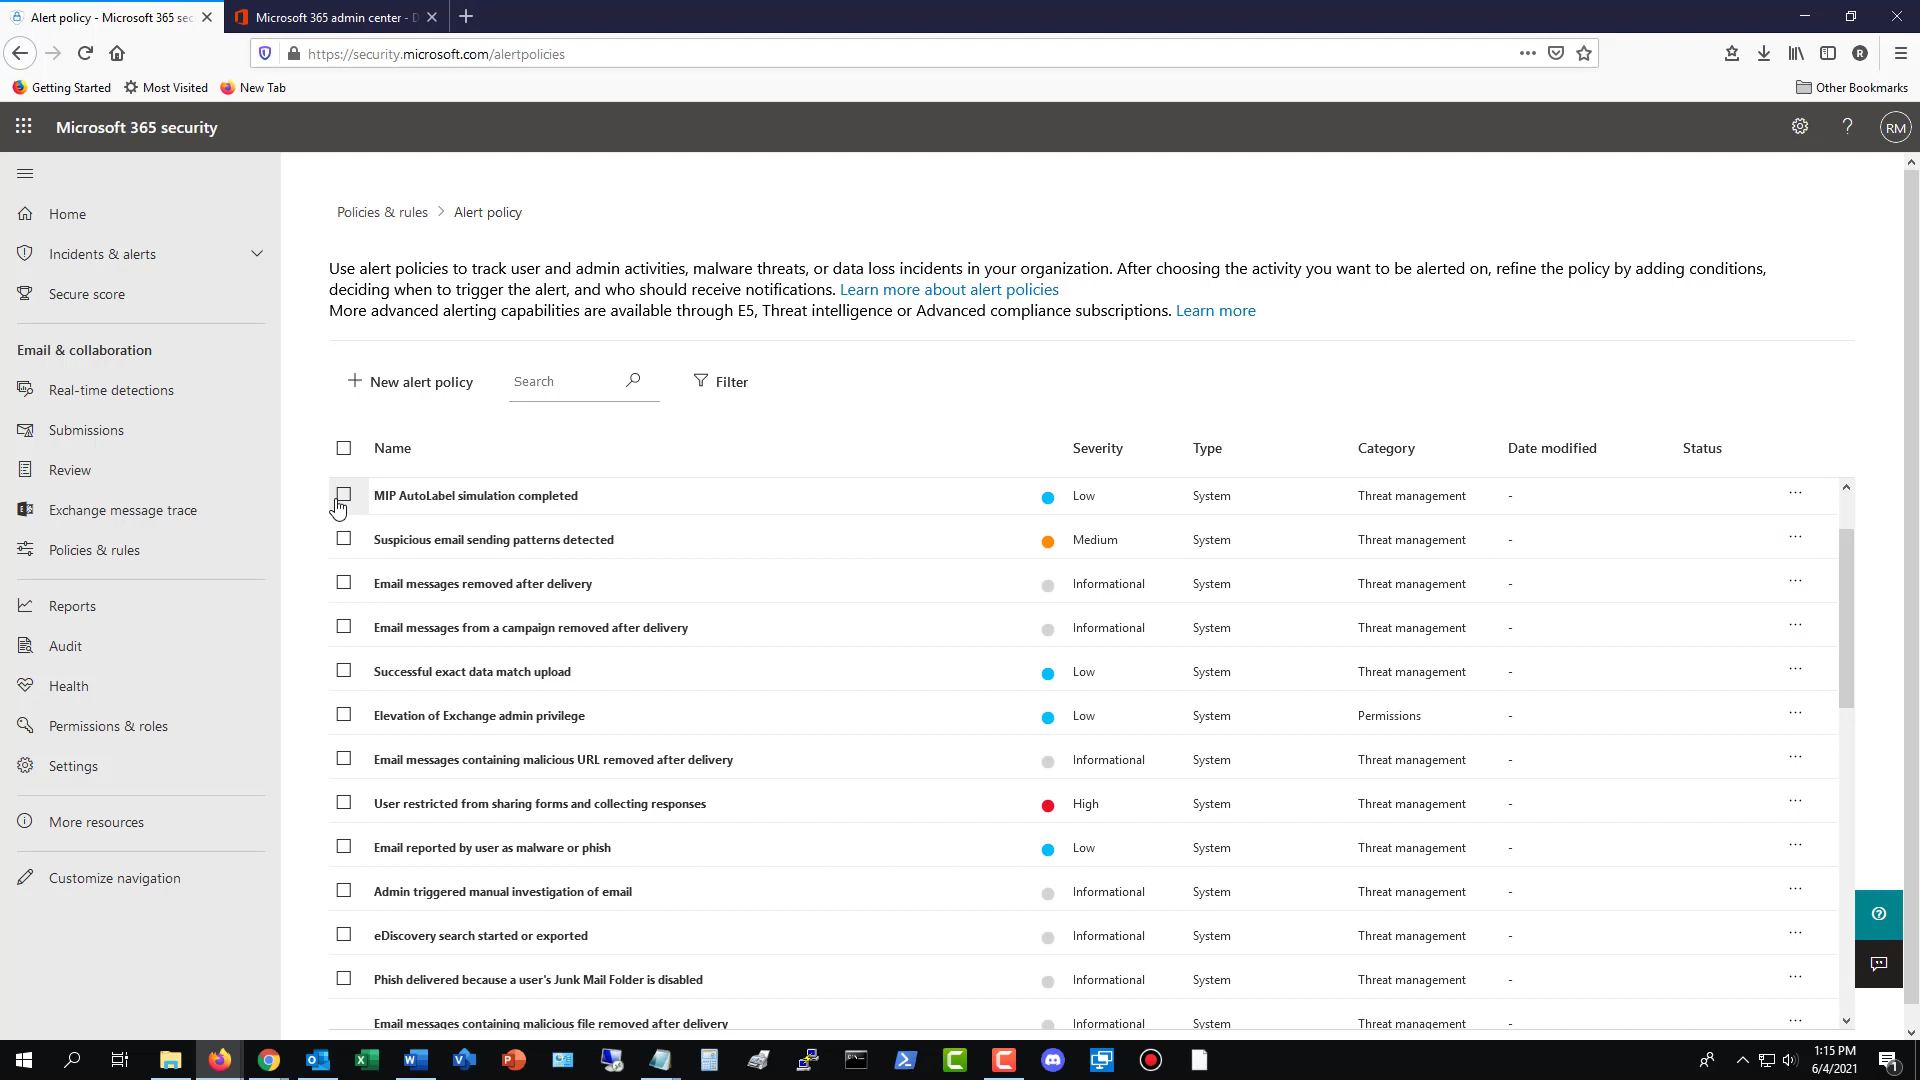 Alert policy - Microsoft 365 sec
Microsoft 365 admin center - D
https://security.microsoft.com/alertpolicies
R
Getting Started
Most Visited
New Tab
Other Bookmarks
Microsoft 365 security
RM
Home
Incidents & alerts
Secure score
Email & collaboration
Real-time detections
Submissions
Review
Exchange message trace
Policies & rules
Reports
Audit
Health
Permissions & roles
Settings
More resources
Customize navigation
Policies & rules > Alert policy
Use alert policies to track user and admin activities, malware threats, or data loss incidents in your organization. After choosing the activity you want to be alerted on, refine the policy by adding conditions,
deciding when to trigger the alert, and who should receive notifications. Learn more about alert policies
More advanced alerting capabilities are available through E5, Threat intelligence or Advanced compliance subscriptions. Learn more
New alert policy Search Filter
Name Severity Type Category Date modified Status
MIP AutoLabel simulation completed Low System Threat management -
Suspicious email sending patterns detected Medium System Threat management -
Email messages removed after delivery Informational System Threat management -
Email messages from a campaign removed after delivery Informational System Threat management -
Successful exact data match upload Low System Threat management -
Elevation of Exchange admin privilege Low System Permissions -
Email messages containing malicious URL removed after delivery Informational System Threat management -
User restricted from sharing forms and collecting responses High System Threat management -
Email reported by user as malware or phish Low System Threat management -
Admin triggered manual investigation of email Informational System Threat management -
eDiscovery search started or exported Informational System Threat management -
Phish delivered because a user's Junk Mail Folder is disabled Informational System Threat management -
Email messages containing malicious file removed after delivery Informational System Threat management -
1:15 PM
6/4/2021
1